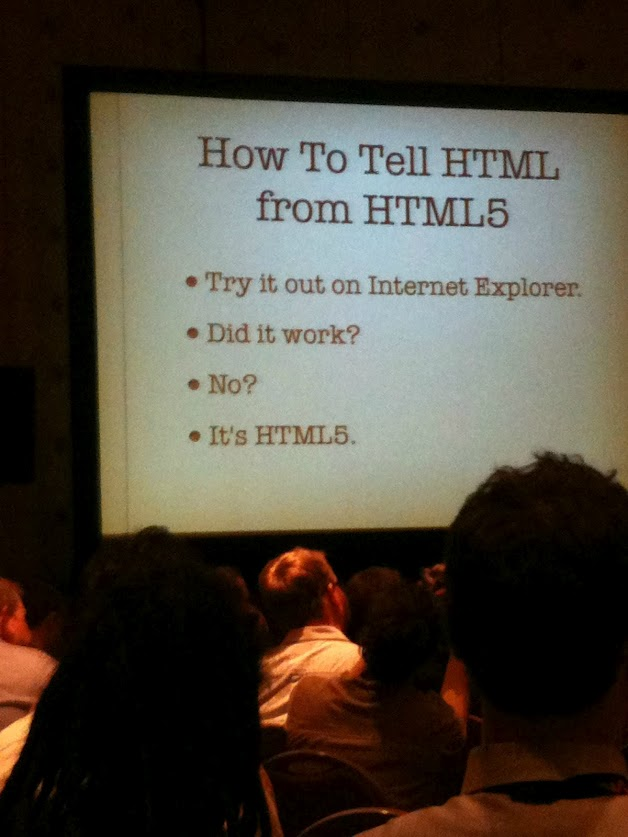 How To Tell HTML
from HTML5
• Try it out on Internet Explorer.
• Did it work?
• No?
• It's HTML5.